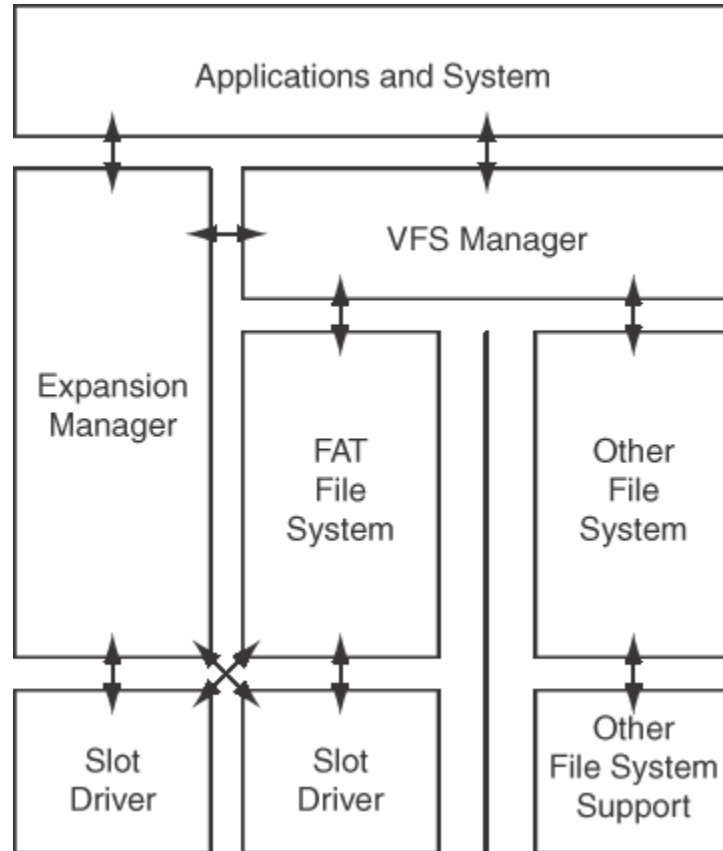 Applications and System
VFS Manager
Expansion
Manager
FAT
File
System
Other
File
System
Slot
Driver
Slot
Driver
Other
File System
Support